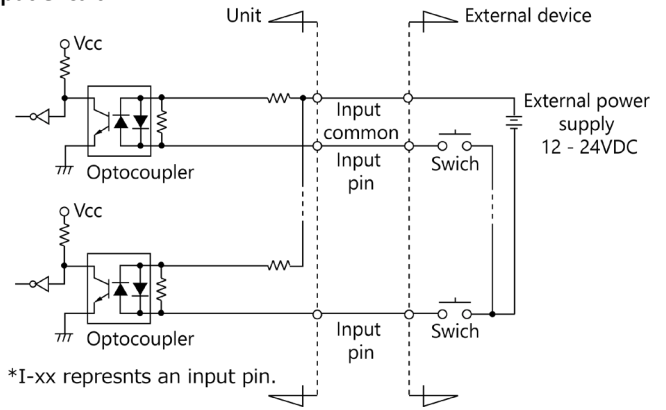 Unit
External device
Vcc
Input
common
External power
supply
12 - 24VDC
Optocoupler
Input
pin
Swich
Vcc
Optocoupler
Input
pin
Swich
*I-xx represnts an input pin.